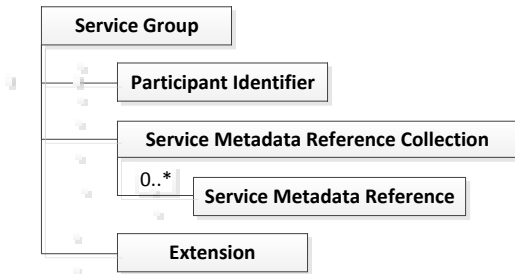 Service Group
Participant Identifier
Service Metadata Reference Collection
0..*
Service Metadata Reference
Extension